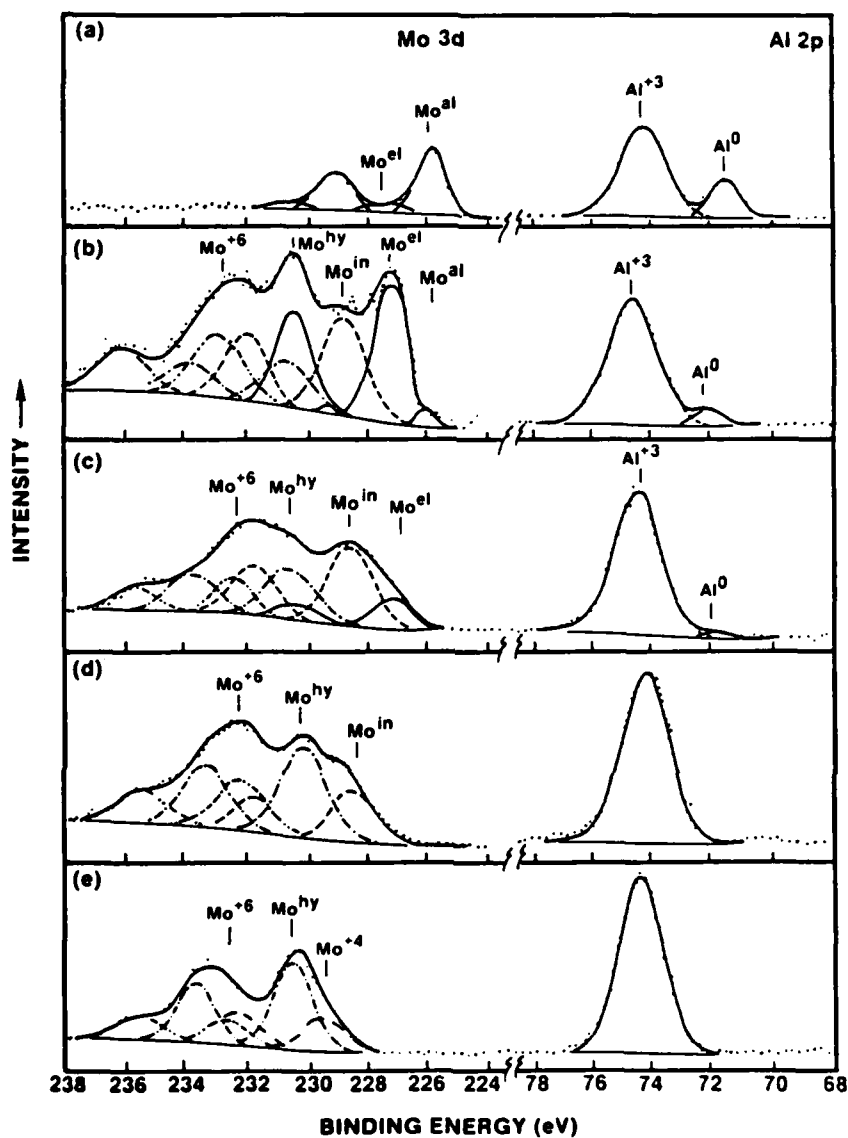 (a) Mo 3d Al 2p
Mo^al Al^+3
Mo^el Al^0
(b) Mo^+6 Mo^hy Mo^el Al^+3
Mo^in Mo^al
Al^0
(c) Al^+3
Mo^+6 Mo^hy Mo^in Mo^el
Al^0
(d) Mo^+6 Mo^hy
Mo^in
(e) Mo^+6 Mo^hy
Mo^+4
INTENSITY →
238 236 234 232 230 228 226 224 78 76 74 72 70 68
BINDING ENERGY (eV)